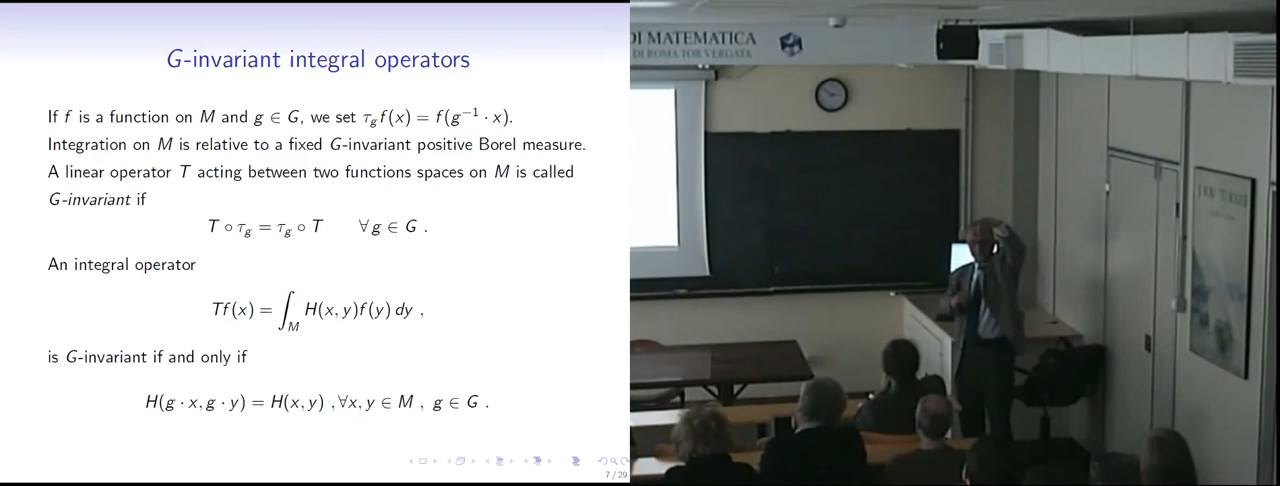 G-invariant integral operators
If f is a function on M and g ∈ G, we set τ_g f(x) = f(g⁻¹ · x).
Integration on M is relative to a fixed G-invariant positive Borel measure.
A linear operator T acting between two functions spaces on M is called
G-invariant if
T ∘ τ_g = τ_g ∘ T ∀ g ∈ G .
An integral operator
Tf(x) = ∫_M H(x, y)f(y) dy ,
is G-invariant if and only if
H(g · x, g · y) = H(x, y) , ∀x, y ∈ M , g ∈ G .
7 / 29
DI MATEMATICA
DI ROMA TOR VERGATA